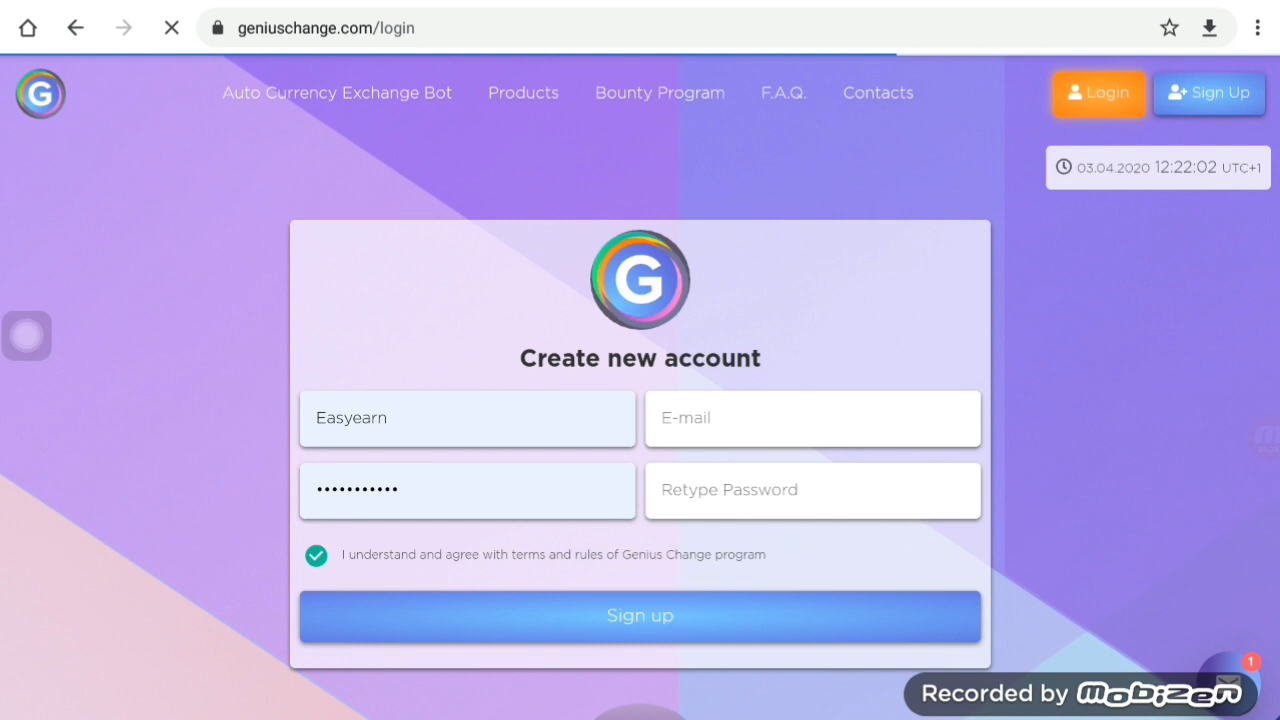 geniuschange.com/login
G
Auto Currency Exchange Bot
Products
Bounty Program
F.A.Q.
Contacts
Login
Sign Up
03.04.2020 12:22:02 UTC+1
G
Create new account
Easyearn
E-mail
•••••••••••
Retype Password
I understand and agree with terms and rules of Genius Change program
Sign up
1
Recorded by mobizen